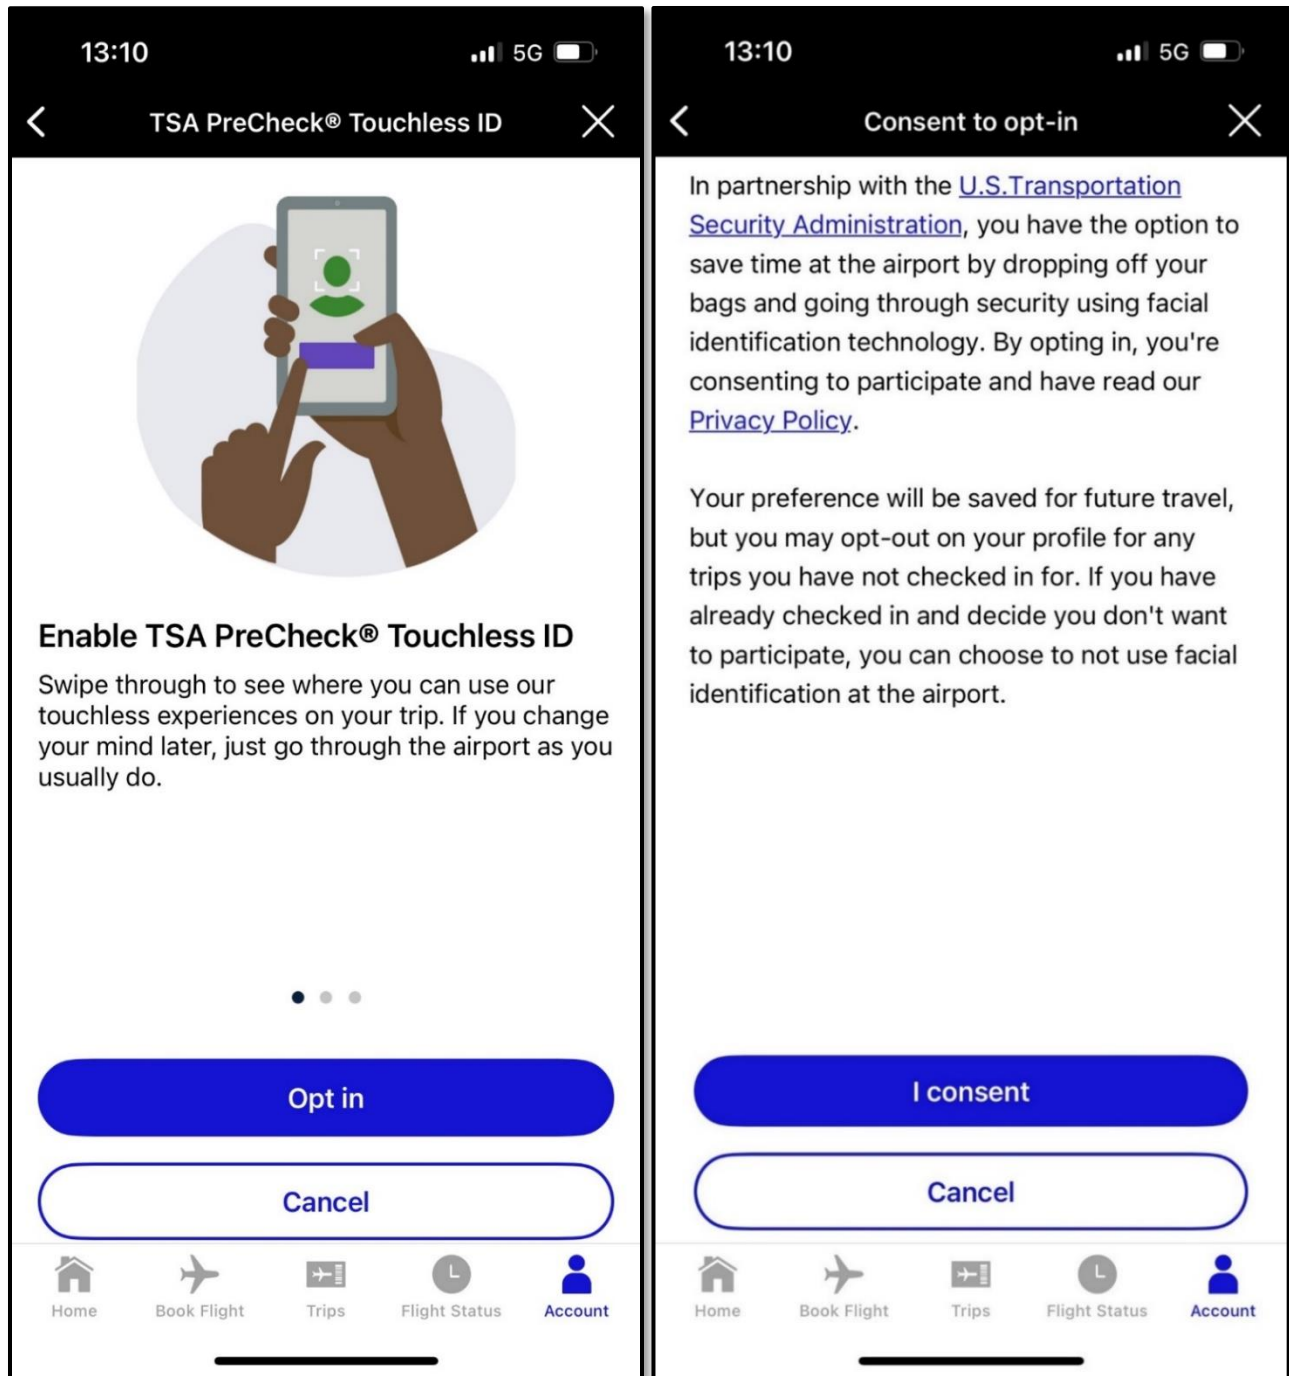 13:10
5G
TSA PreCheck® Touchless ID
Enable TSA PreCheck® Touchless ID
Swipe through to see where you can use our
touchless experiences on your trip. If you change
your mind later, just go through the airport as you
usually do.
Opt in
Cancel
Home
Book Flight
Trips
Flight Status
Account
13:10
5G
Consent to opt-in
In partnership with the U.S.Transportation
Security Administration, you have the option to
save time at the airport by dropping off your
bags and going through security using facial
identification technology. By opting in, you're
consenting to participate and have read our
Privacy Policy.
Your preference will be saved for future travel,
but you may opt-out on your profile for any
trips you have not checked in for. If you have
already checked in and decide you don't want
to participate, you can choose to not use facial
identification at the airport.
I consent
Cancel
Home
Book Flight
Trips
Flight Status
Account